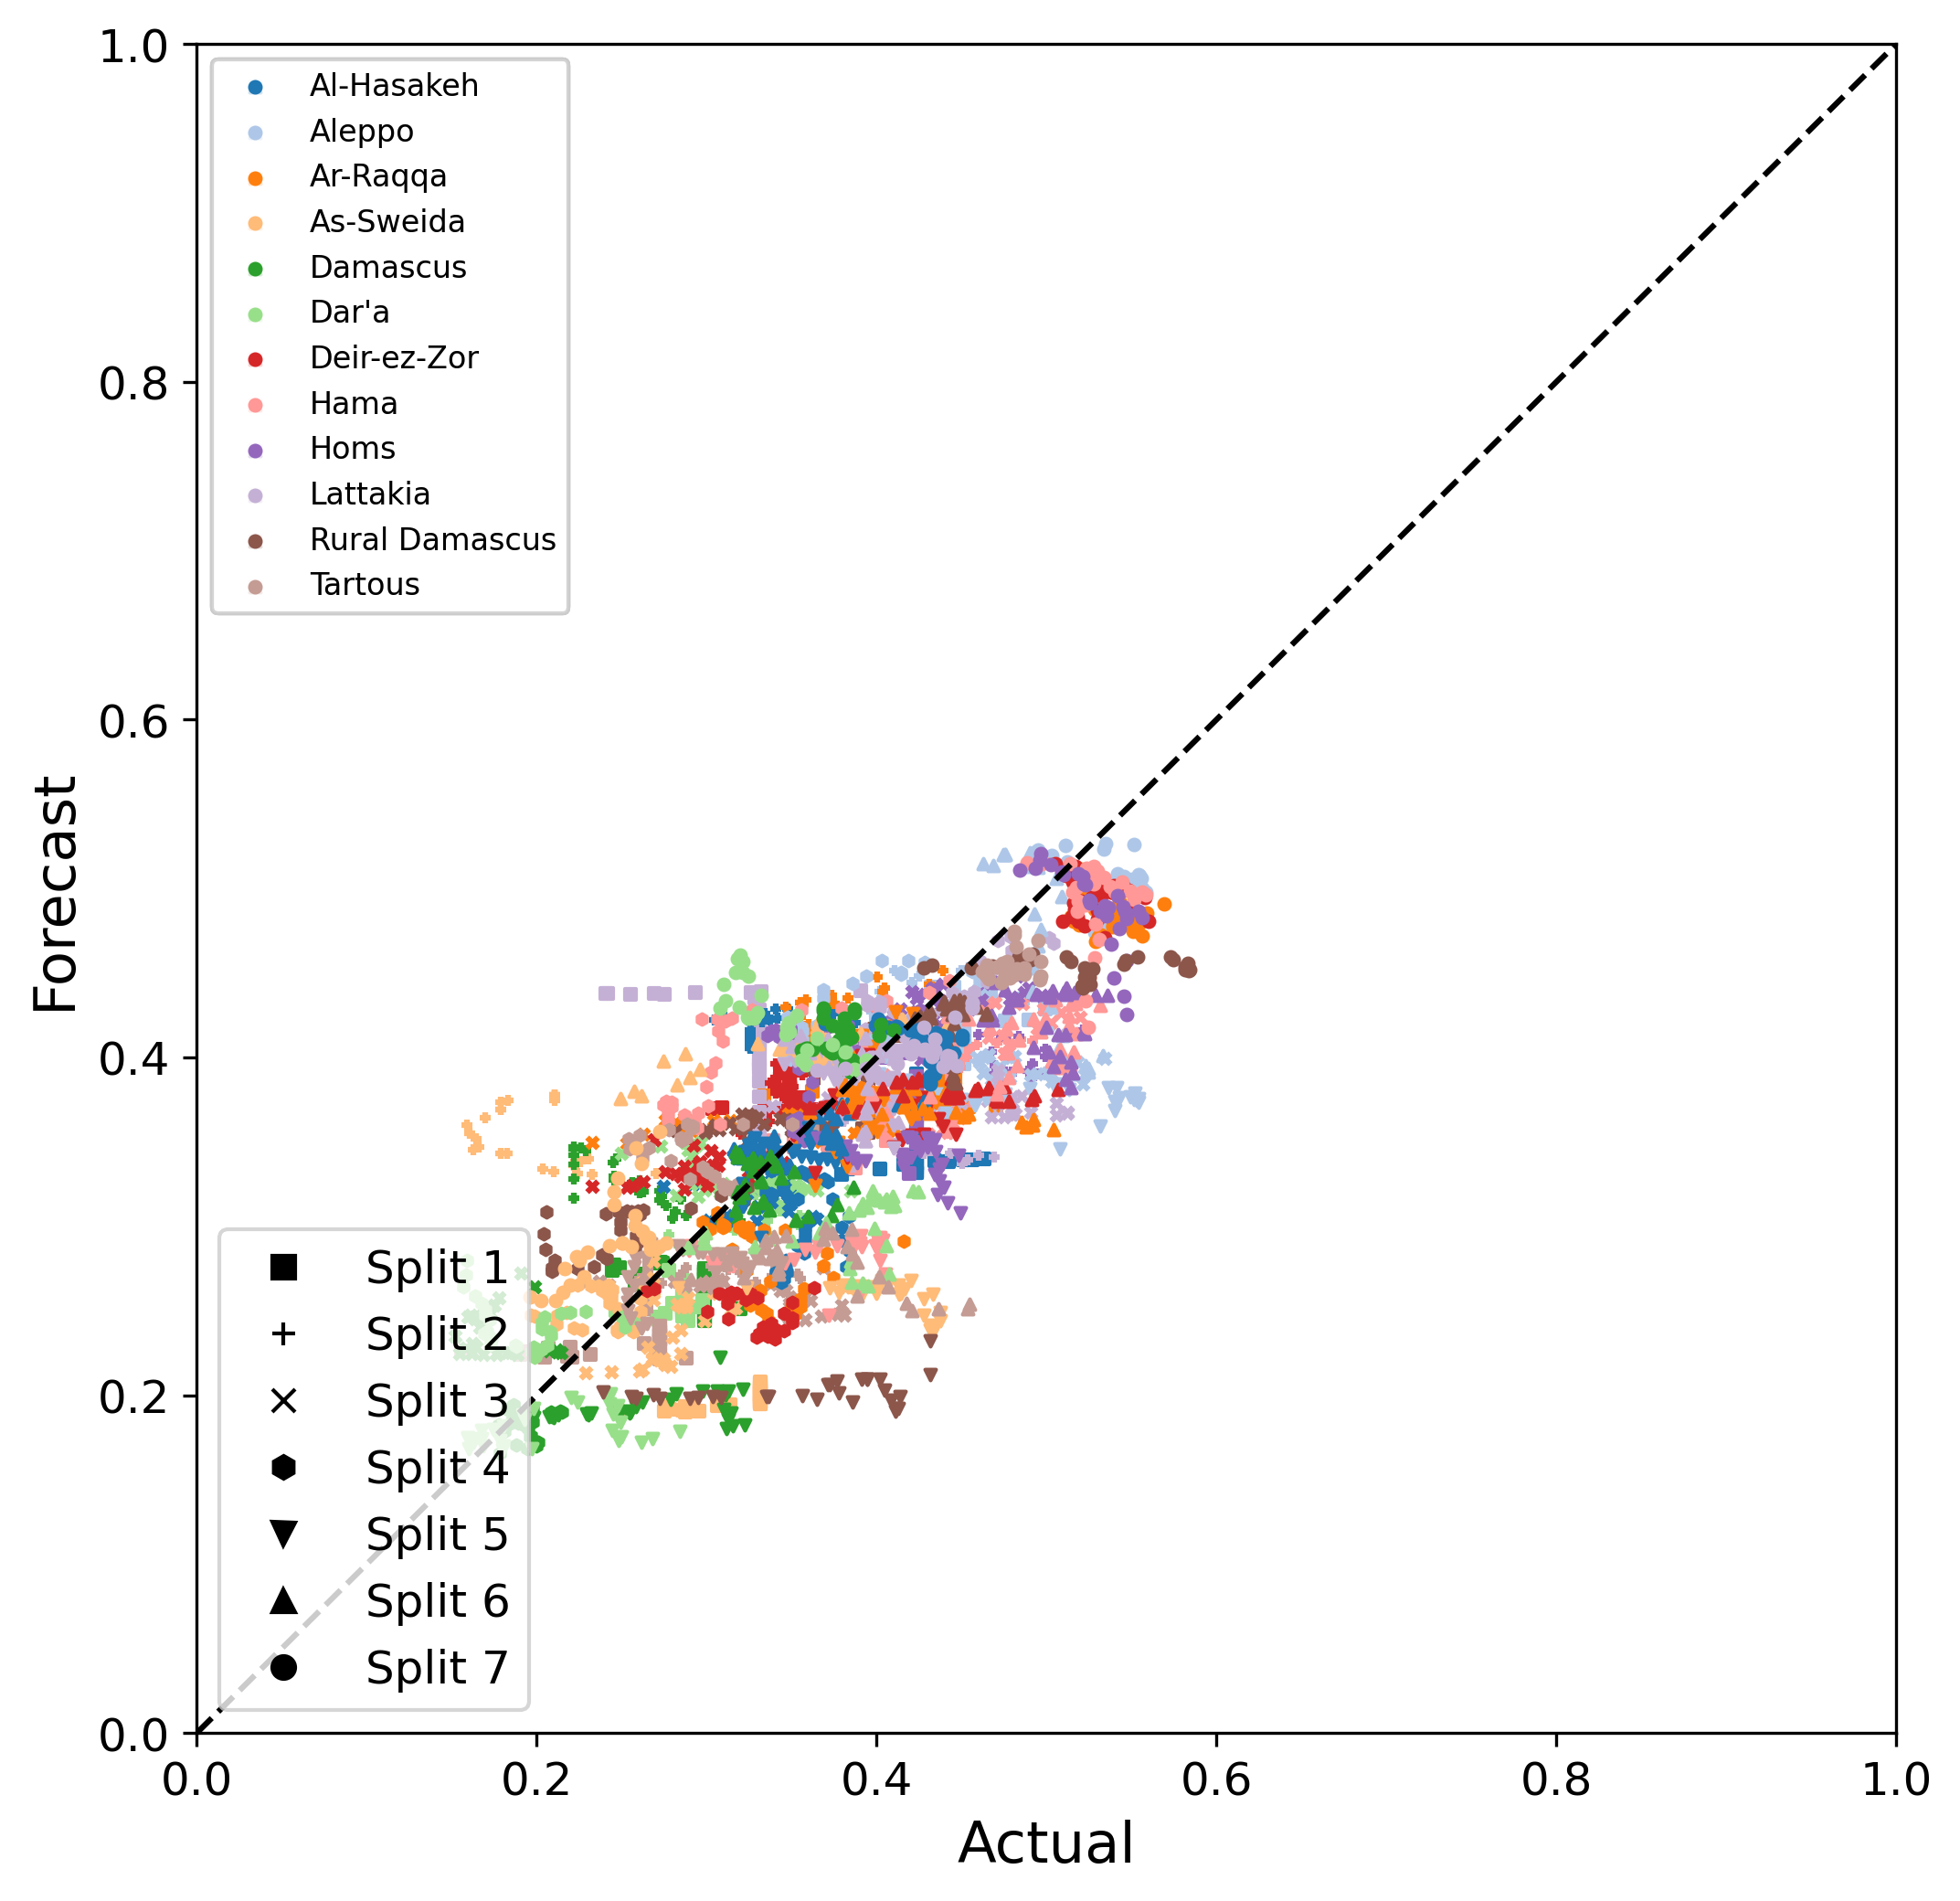 1.0
0.8
0.6
0.4
0.2
0.0
Forecast
Al-Hasakeh
Aleppo
Ar-Raqqa
As-Sweida
Damascus
Dar'a
Deir-ez-Zor
Hama
Homs
Lattakia
Rural Damascus
Tartous
Split 1
Split 2
Split 3
Split 4
Split 5
Split 6
Split 7
0.0 0.2 0.4 0.6 0.8 1.0
Actual